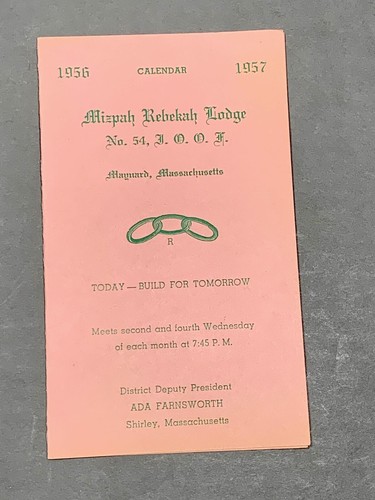 1956 CALENDAR 1957
Mizpah Rebekah Lodge
No. 54, I. O. O. F.
Maynard, Massachusetts
R
TODAY — BUILD FOR TOMORROW
Meets second and fourth Wednesday
of each month at 7:45 P. M.
District Deputy President
ADA FARNSWORTH
Shirley, Massachusetts